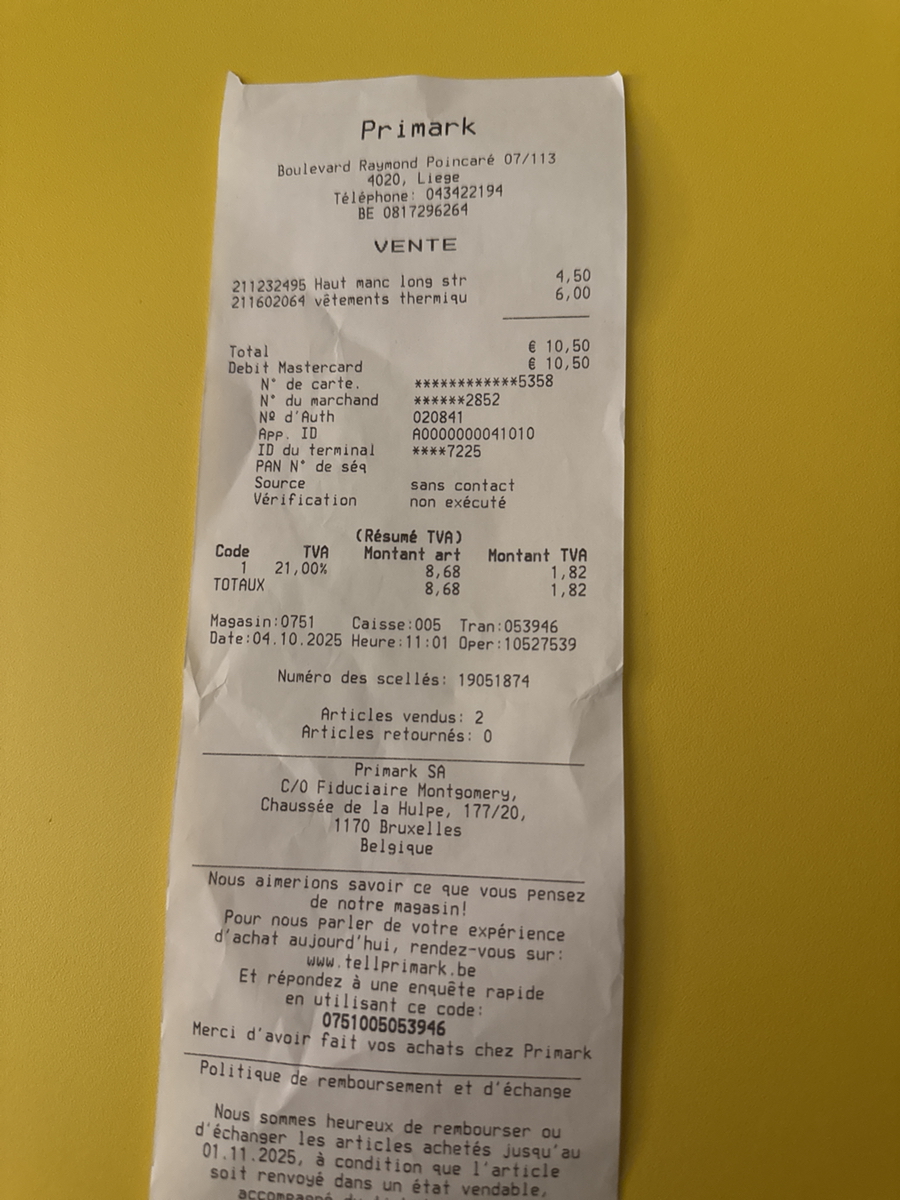 Primark
Boulevard Raymond Poincaré 07/113
4020, Liege
Téléphone: 043422194
BE 0817296264
VENTE
211232495 Haut manc long str 4,50
211602064 vêtements thermiqu 6,00
Total € 10,50
Debit Mastercard € 10,50
N° de carte. ************5358
N° du marchand ******2852
Nº d'Auth 020841
App. ID A0000000041010
ID du terminal ****7225
PAN N° de séq
Source sans contact
Vérification non exécuté
(Résumé TVA)
Code TVA Montant art Montant TVA
1 21,00% 8,68 1,82
TOTAUX 8,68 1,82
Magasin:0751 Caisse:005 Tran:053946
Date:04.10.2025 Heure:11:01 Oper:10527539
Numéro des scellés: 19051874
Articles vendus: 2
Articles retournés: 0
Primark SA
C/O Fiduciaire Montgomery,
Chaussée de la Hulpe, 177/20,
1170 Bruxelles
Belgique
Nous aimerions savoir ce que vous pensez
de notre magasin!
Pour nous parler de votre expérience
d'achat aujourd'hui, rendez-vous sur:
www.tellprimark.be
Et répondez à une enquête rapide
en utilisant ce code:
0751005053946
Merci d'avoir fait vos achats chez Primark
Politique de remboursement et d'échange
Nous sommes heureux de rembourser ou
d'échanger les articles achetés jusqu'au
01.11.2025, à condition que l'article
soit renvoyé dans un état vendable,
accompagné